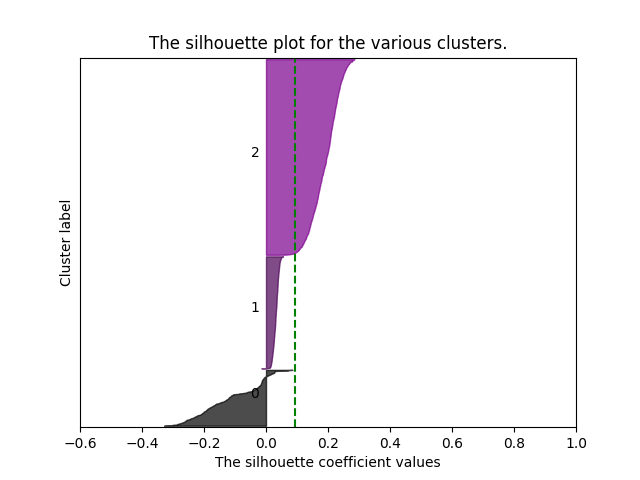 The silhouette plot for the various clusters.
Cluster label
2
1
0
−0.6 −0.4 −0.2 0.0 0.2 0.4 0.6 0.8 1.0
The silhouette coefficient values